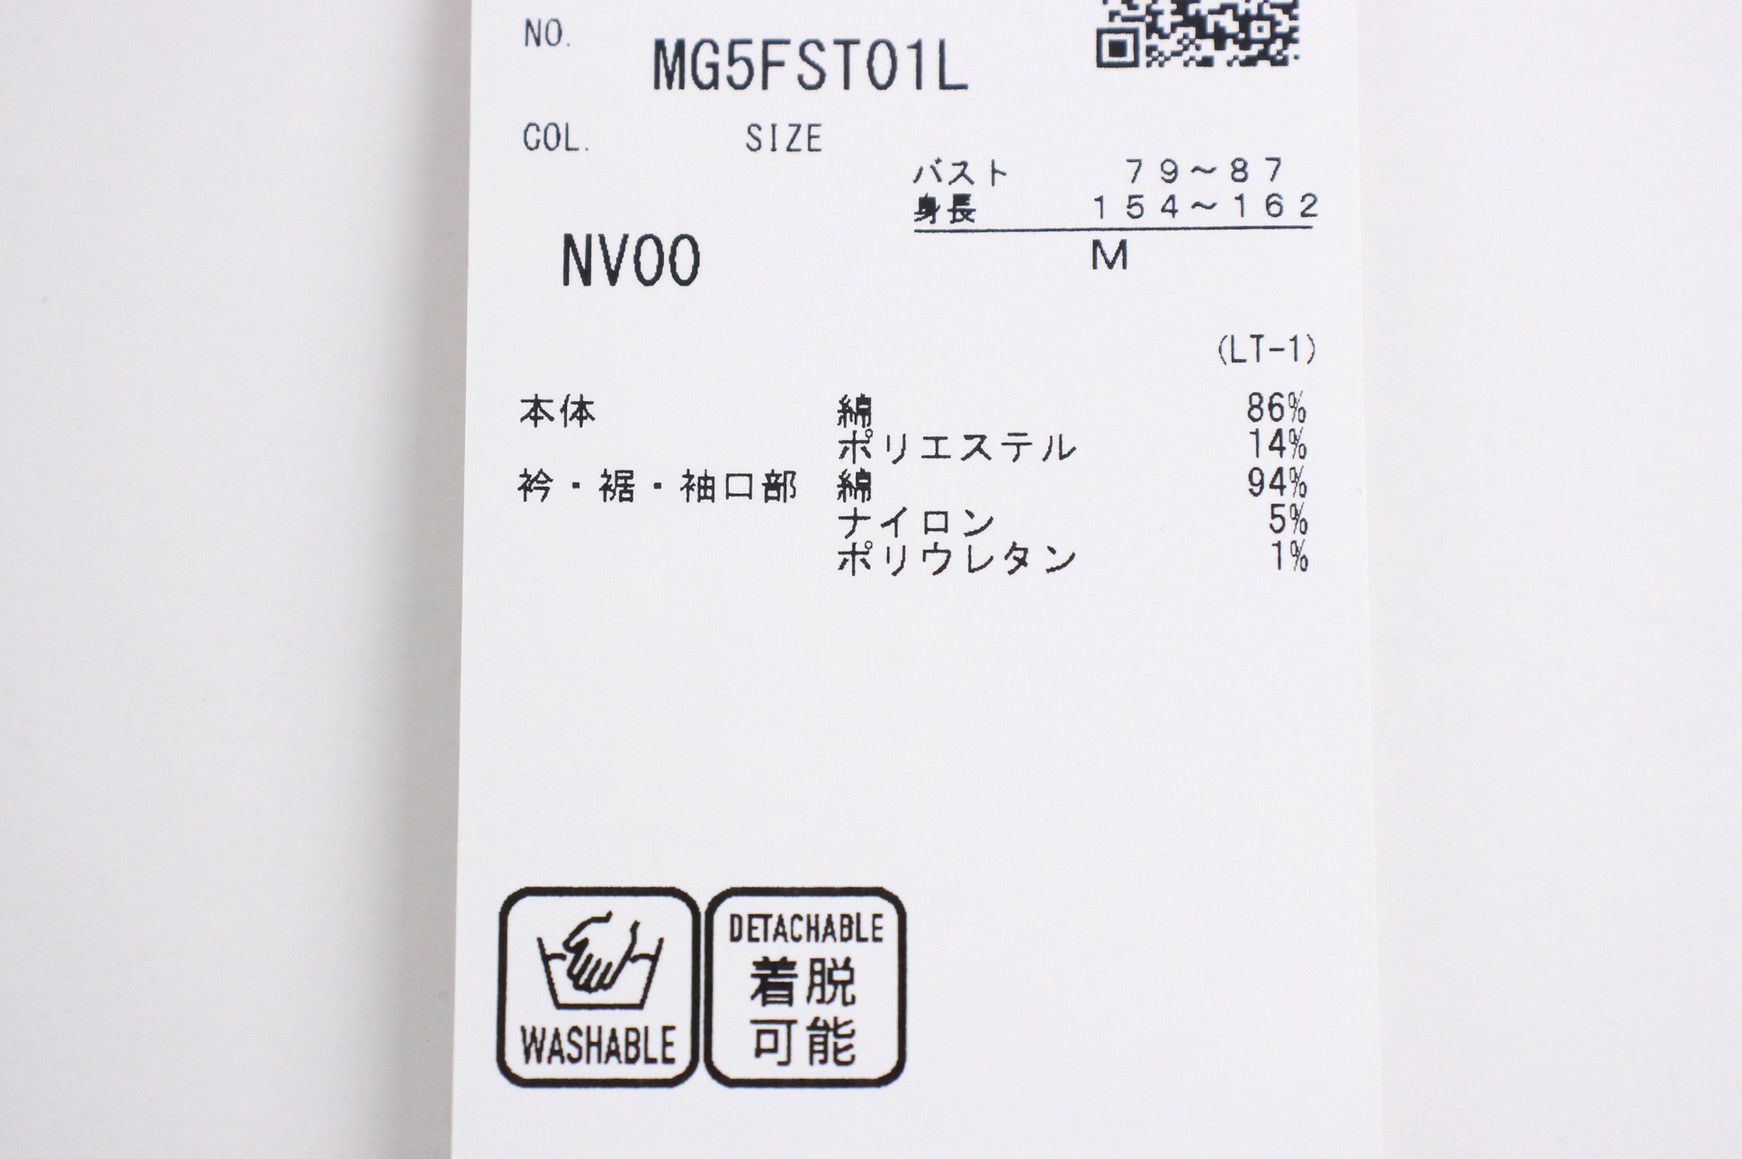 NO.
MG5FST01L
COL.
SIZE
バスト 79～87
身長 154～162
M
NV00
(LT-1)
本体 綿 86%
ポリエステル 14%
衿・裾・袖口部 綿 94%
ナイロン 5%
ポリウレタン 1%
WASHABLE
DETACHABLE
着脱
可能